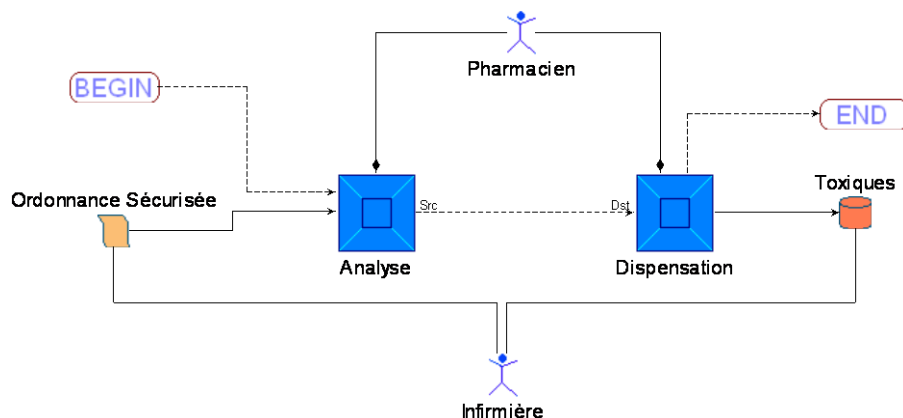 Pharmacien
BEGIN
END
Ordonnance Sécurisée
Toxiques
Src
Dst
Analyse
Dispensation
Infirmière